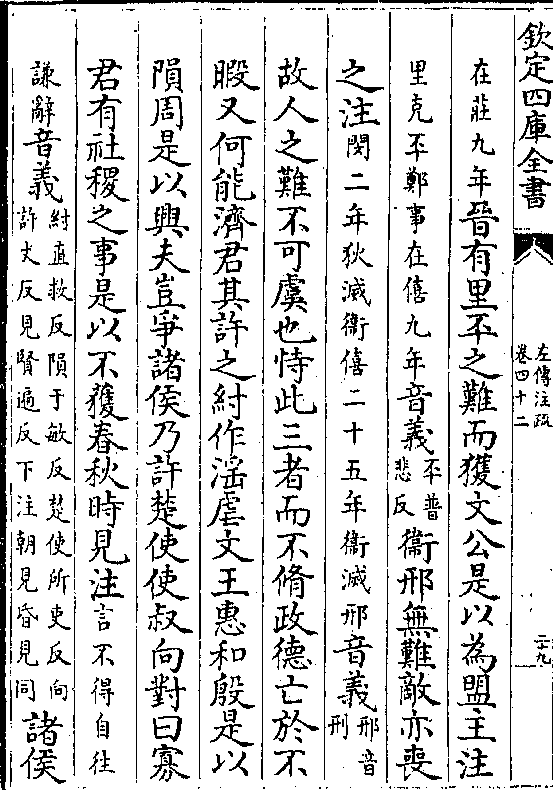 欽定四庫全書
左傳注疏
卷四十二
二十九
在莊九年晉有里丕之難而獲文公是以為盟主注
里克丕鄭事在僖九年音義丕普悲反衞邢無難敵亦喪
之注閔二年狄滅衞僖二十五年衞滅邢音義邢音刑
故人之難不可虞也恃此三者而不脩政德亡於不
暇又何能濟君其許之紂作淫虐文王惠和殷是以
隕周是以興夫豈爭諸侯乃許楚使使叔向對曰寡
君有社稷之事是以不獲春秋時見注言不得自往
謙辭音義紂直救反隕于敏反楚使所吏反向許丈反見賢遍反下注朝見昏見同諸侯